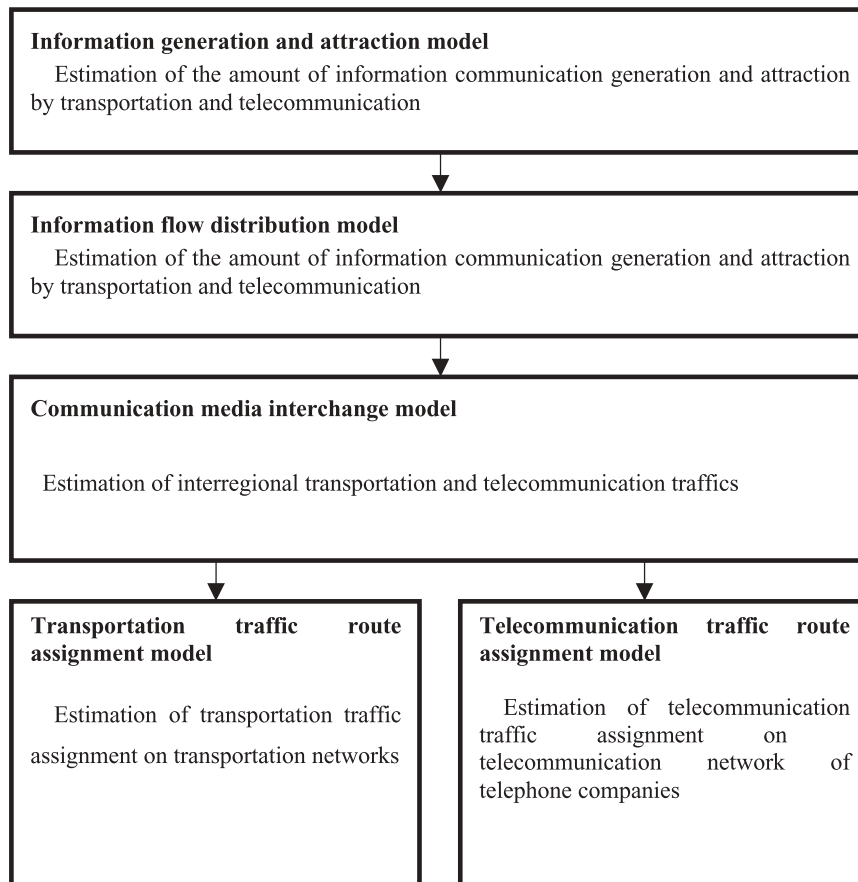 Information generation and attraction model
Estimation of the amount of information communication generation and attraction
by transportation and telecommunication
Information flow distribution model
Estimation of the amount of information communication generation and attraction
by transportation and telecommunication
Communication media interchange model
Estimation of interregional transportation and telecommunication traffics
Transportation traffic route
assignment model
Estimation of transportation traffic
assignment on transportation networks
Telecommunication traffic route
assignment model
Estimation of telecommunication
traffic assignment on
telecommunication network of
telephone companies